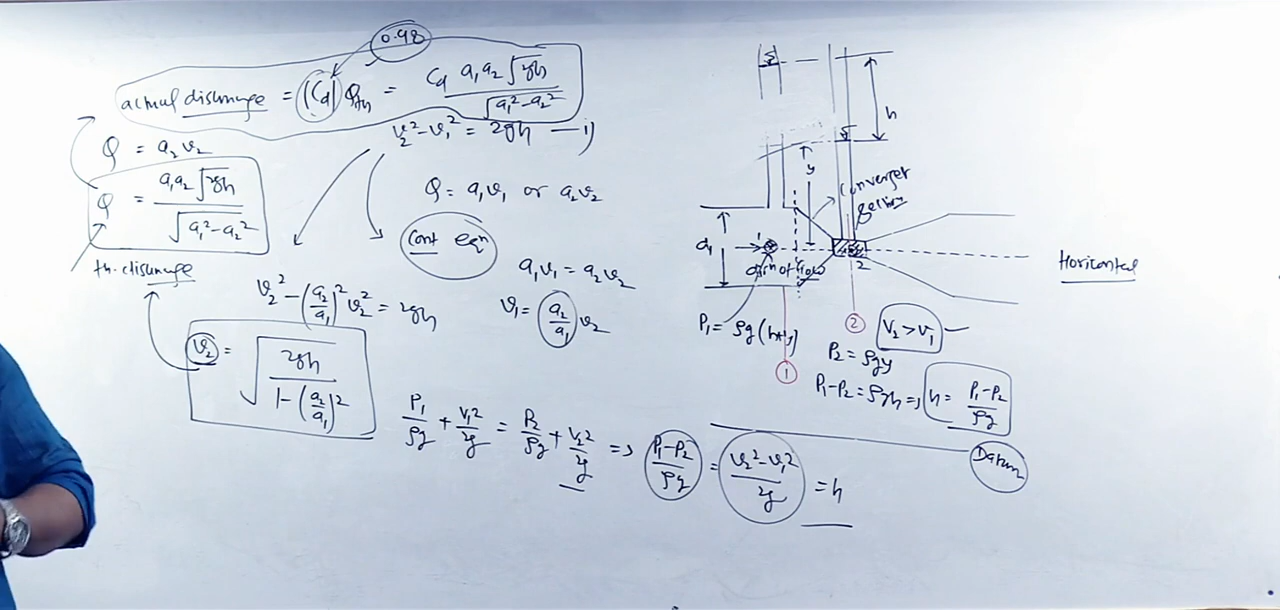 0.98
actual discharge = (Cd) Qth = Cd a₁a₂√2gh / √a₁²-a₂²
v₂²-v₁² = 2gh —1)
Q = a₂v₂
Q = a₁a₂√2gh / √a₁²-a₂²
th. discharge
Q = a₁v₁ or a₂v₂
Cont eqⁿ
a₁v₁ = a₂v₂
v₁ = (a₂/a₁) v₂
v₂² - (a₂/a₁)² v₂² = 2gh
v₂ = √(2gh / 1-(a₂/a₁)²)
P₁/ρg + v₁²/2g = P₂/ρg + v₂²/2g => P₁-P₂/ρg = v₂²-v₁²/2g = h
h
y
converget
d₁
1
2
dirn of flow
Horizontal
P₁ = ρg(h+y)
①
②
V₂ > V₁
P₂ = ρgy
P₁-P₂ = ρgh => h = P₁-P₂/ρg
Datum